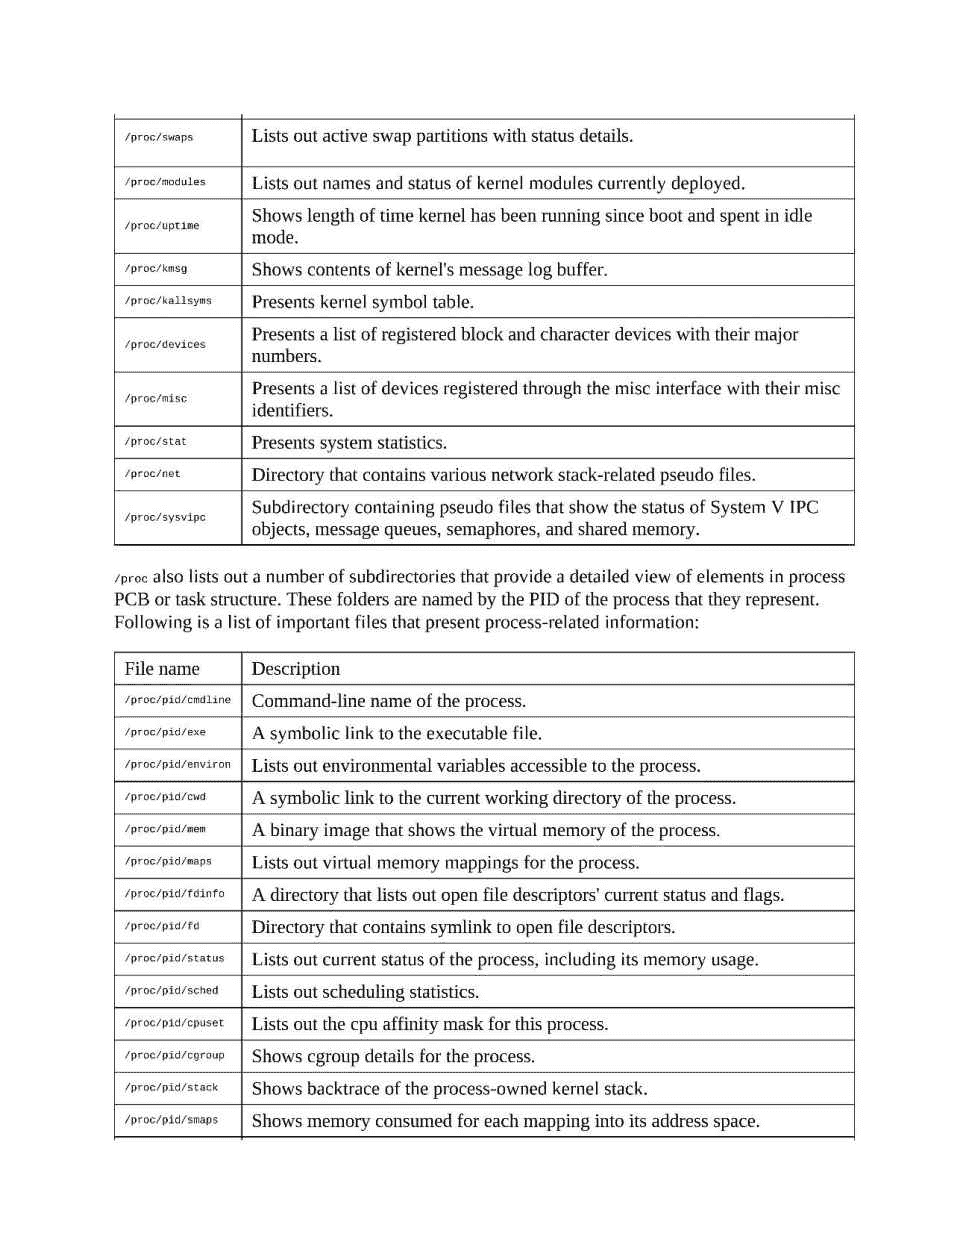 /proc/swaps Lists out active swap partitions with status details.
/proc/modules Lists out names and status of kernel modules currently deployed.
/proc/uptime Shows length of time kernel has been running since boot and spent in idle
mode.
/proc/kmsg Shows contents of kernel's message log buffer.
/proc/kallsyms Presents kernel symbol table.
/proc/devices Presents a list of registered block and character devices with their major
numbers.
/proc/misc Presents a list of devices registered through the misc interface with their misc
identifiers.
/proc/stat Presents system statistics.
/proc/net Directory that contains various network stack-related pseudo files.
/proc/sysvipc Subdirectory containing pseudo files that show the status of System V IPC
objects, message queues, semaphores, and shared memory.
/proc also lists out a number of subdirectories that provide a detailed view of elements in process
PCB or task structure. These folders are named by the PID of the process that they represent.
Following is a list of important files that present process-related information:
File name Description
/proc/pid/cmdline Command-line name of the process.
/proc/pid/exe A symbolic link to the executable file.
/proc/pid/environ Lists out environmental variables accessible to the process.
/proc/pid/cwd A symbolic link to the current working directory of the process.
/proc/pid/mem A binary image that shows the virtual memory of the process.
/proc/pid/maps Lists out virtual memory mappings for the process.
/proc/pid/fdinfo A directory that lists out open file descriptors' current status and flags.
/proc/pid/fd Directory that contains symlink to open file descriptors.
/proc/pid/status Lists out current status of the process, including its memory usage.
/proc/pid/sched Lists out scheduling statistics.
/proc/pid/cpuset Lists out the cpu affinity mask for this process.
/proc/pid/cgroup Shows cgroup details for the process.
/proc/pid/stack Shows backtrace of the process-owned kernel stack.
/proc/pid/smaps Shows memory consumed for each mapping into its address space.